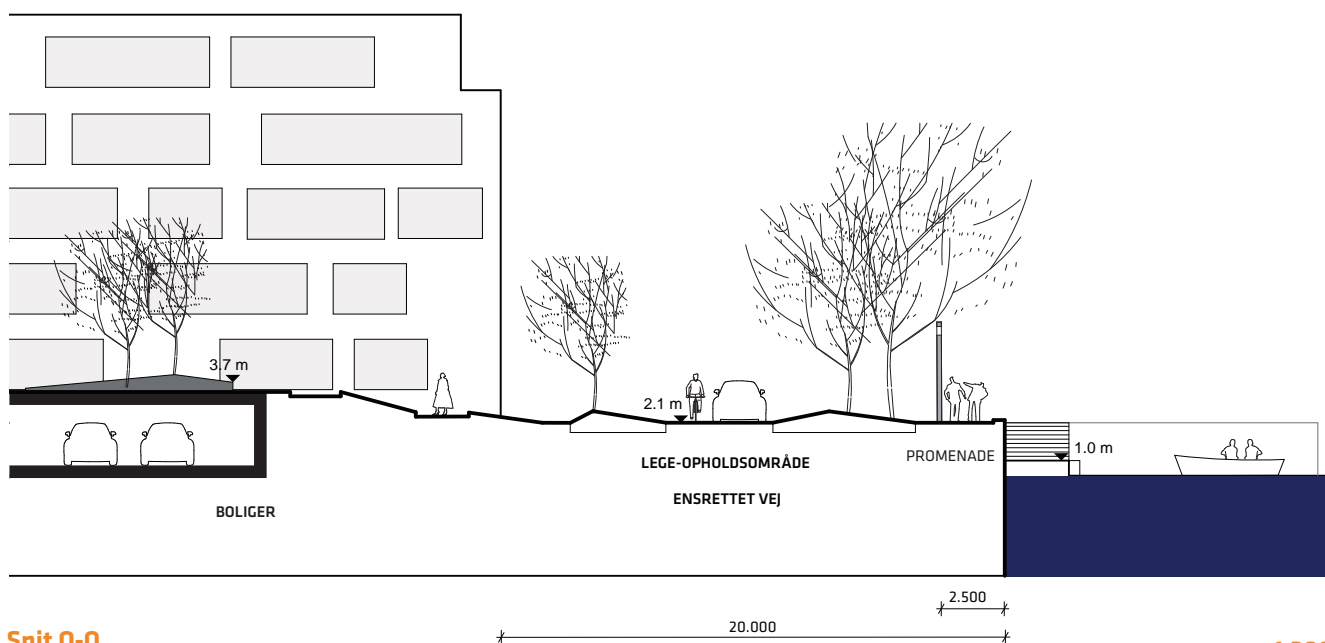 3.7 m
2.1 m
1.0 m
PROMENADE
LEGE-OPHOLDSOMRÅDE
ENSRETTET VEJ
BOLIGER
2.500
20.000